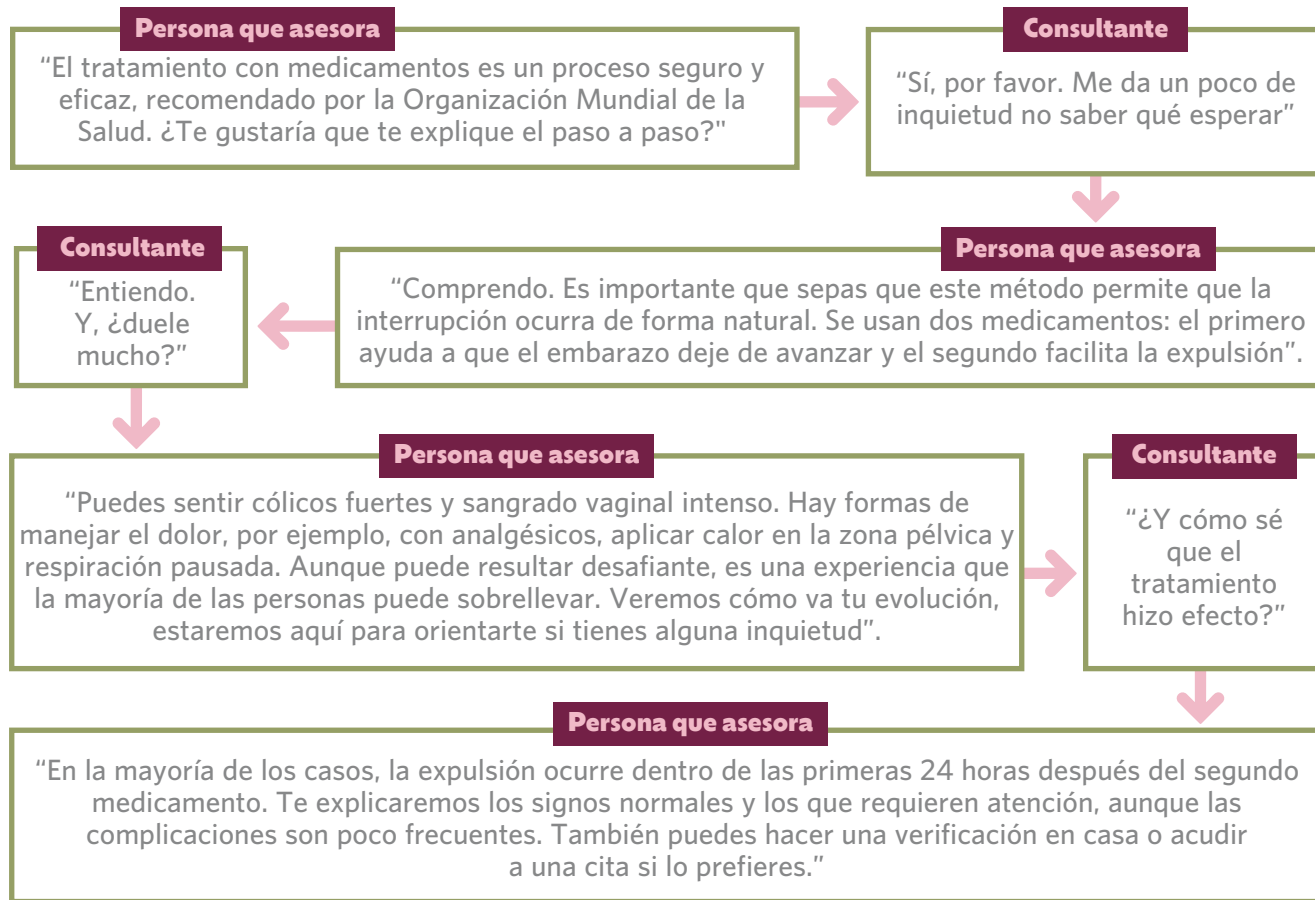 Persona que asesora
“El tratamiento con medicamentos es un proceso seguro y
eficaz, recomendado por la Organización Mundial de la
Salud. ¿Te gustaría que te explique el paso a paso?"
Consultante
“Sí, por favor. Me da un poco de
inquietud no saber qué esperar”
Persona que asesora
“Comprendo. Es importante que sepas que este método permite que la
interrupción ocurra de forma natural. Se usan dos medicamentos: el primero
ayuda a que el embarazo deje de avanzar y el segundo facilita la expulsión”.
Consultante
“Entiendo.
Y, ¿duele
mucho?”
Persona que asesora
“Puedes sentir cólicos fuertes y sangrado vaginal intenso. Hay formas de
manejar el dolor, por ejemplo, con analgésicos, aplicar calor en la zona pélvica y
respiración pausada. Aunque puede resultar desafiante, es una experiencia que
la mayoría de las personas puede sobrellevar. Veremos cómo va tu evolución,
estaremos aquí para orientarte si tienes alguna inquietud”.
Consultante
“¿Y cómo sé
que el
tratamiento
hizo efecto?”
Persona que asesora
“En la mayoría de los casos, la expulsión ocurre dentro de las primeras 24 horas después del segundo
medicamento. Te explicaremos los signos normales y los que requieren atención, aunque las
complicaciones son poco frecuentes. También puedes hacer una verificación en casa o acudir
a una cita si lo prefieres.”